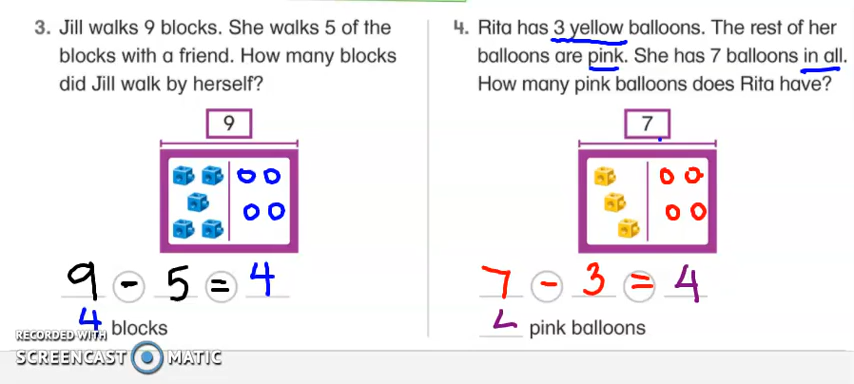 3. Jill walks 9 blocks. She walks 5 of the
blocks with a friend. How many blocks
did Jill walk by herself?
9
9 - 5 = 4
4 blocks
4. Rita has 3 yellow balloons. The rest of her
balloons are pink. She has 7 balloons in all.
How many pink balloons does Rita have?
7
7 - 3 = 4
4 pink balloons
RECORDED WITH
SCREENCAST MATIC